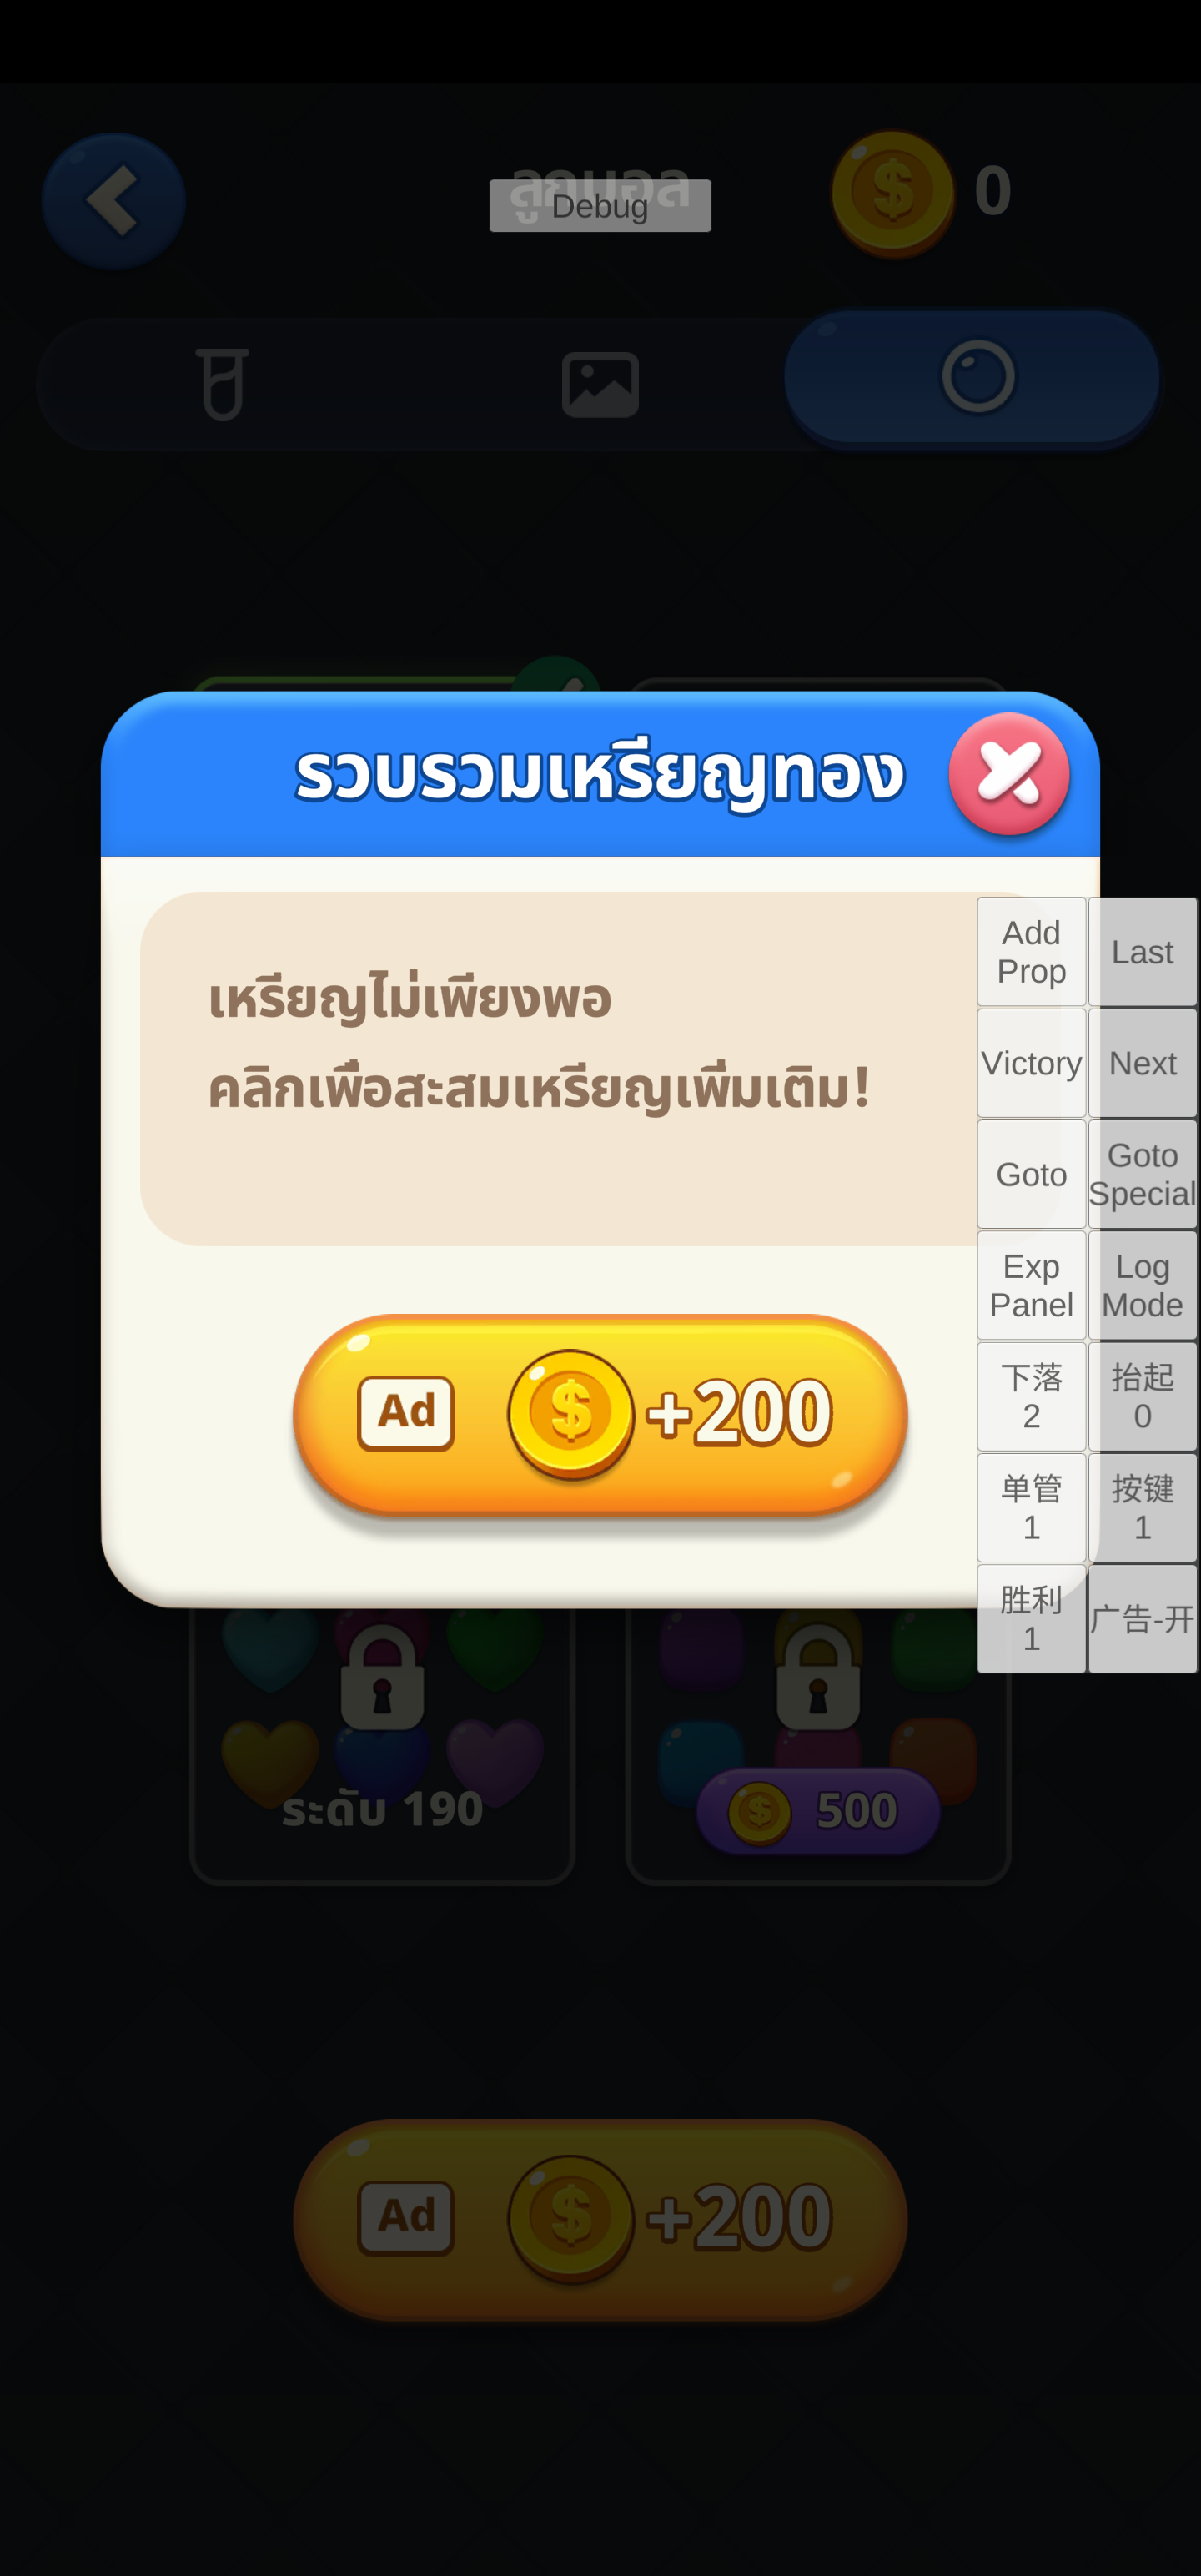 ลูกบอล
Debug
0
รวบรวมเหรียญทอง
เหรียญไม่เพียงพอ
คลิกเพื่อสะสมเหรียญเพิ่มเติม!
Ad $ +200
Add Prop
Last
Victory
Next
Goto
Goto Special
Exp Panel
Log Mode
下落 2
抬起 0
单管 1
按键 1
胜利 1
广告-开
ระดับ 190
$ 500
Ad $ +200